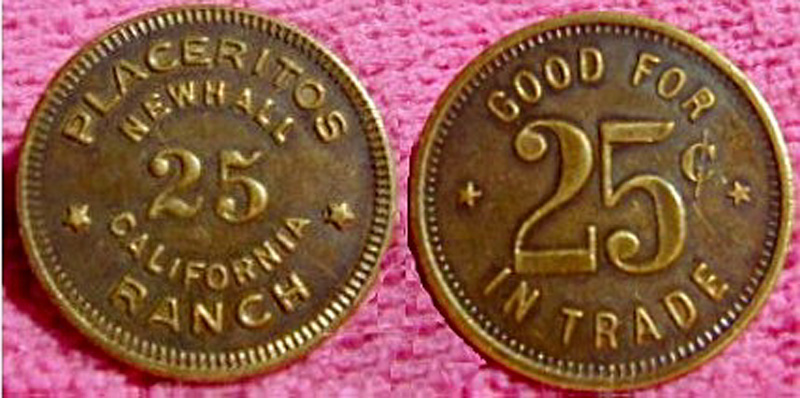 PLACERITOS
NEWHALL
25
CALIFORNIA
RANCH
GOOD FOR
25¢
IN TRADE